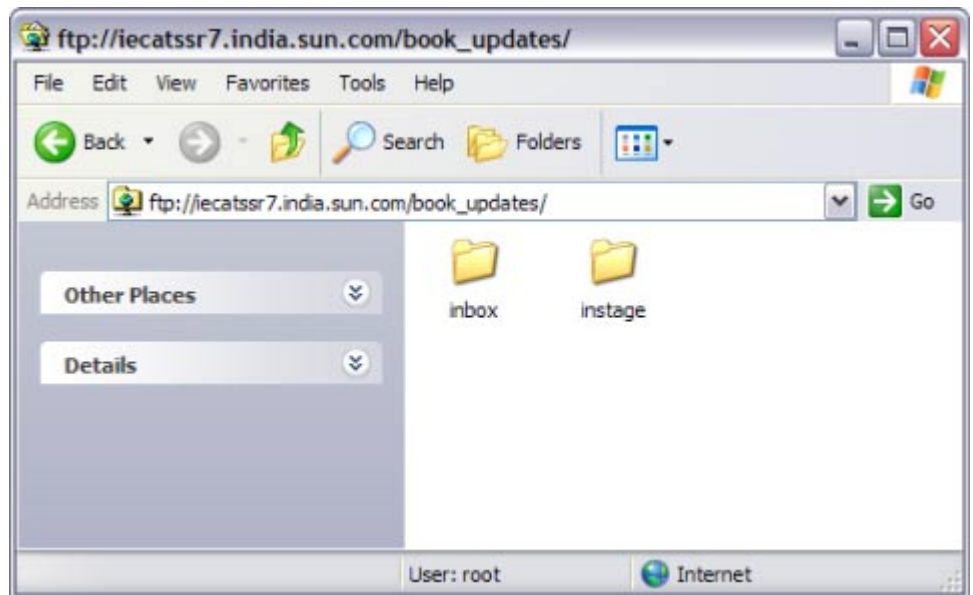 ftp://iecatssr7.india.sun.com/book_updates/
File Edit View Favorites Tools Help
Back Search Folders
Address ftp://iecatssr7.india.sun.com/book_updates/ Go
Other Places
Details
inbox instage
User: root Internet